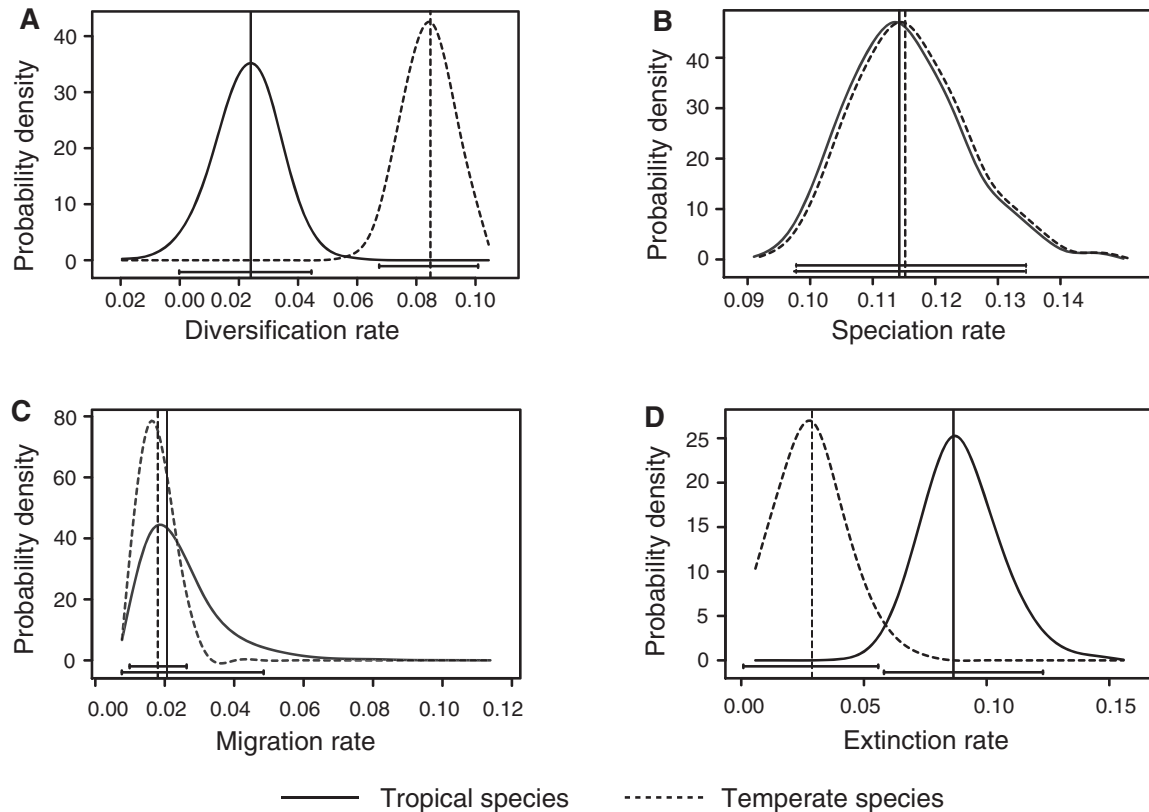 A
Probability density
40
30
20
10
0
0.02 0.00 0.02 0.04 0.06 0.08 0.10
Diversification rate
B
Probability density
40
30
20
10
0
0.09 0.10 0.11 0.12 0.13 0.14
Speciation rate
C
Probability density
80
60
40
20
0
0.00 0.02 0.04 0.06 0.08 0.10 0.12
Migration rate
D
Probability density
25
20
15
10
5
0
0.00 0.05 0.10 0.15
Extinction rate
Tropical species
Temperate species